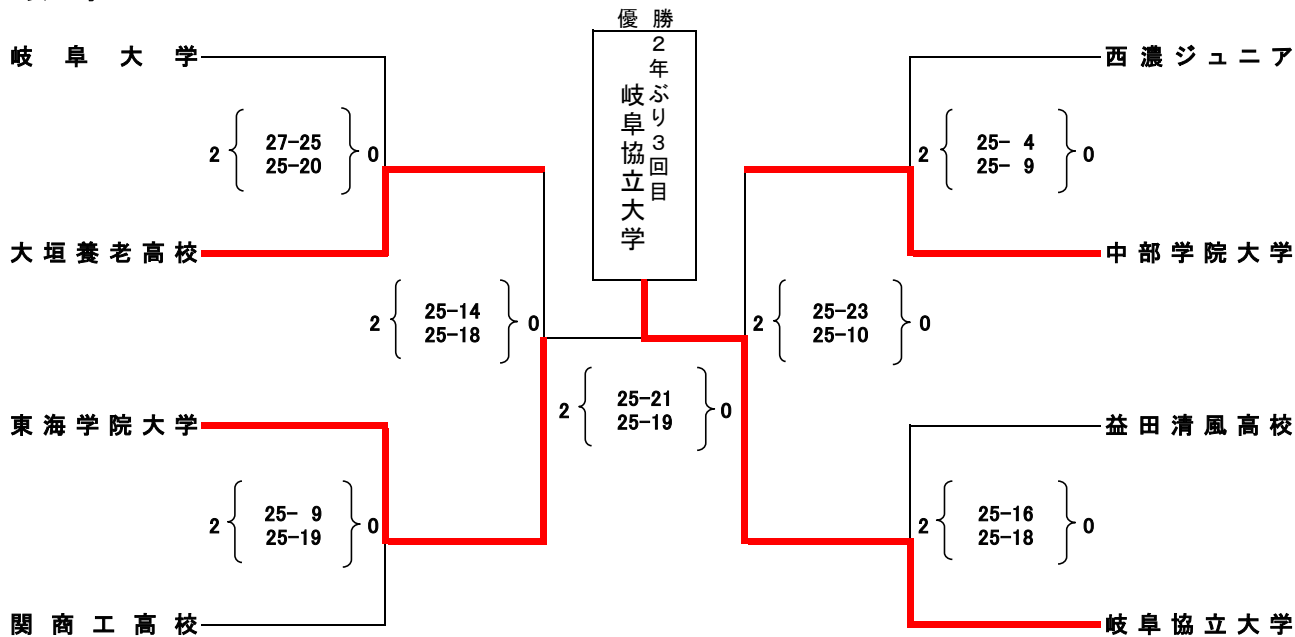 優勝
２年ぶり３回目
岐阜協立大学
岐阜大学
2 27-25 0
25-20
大垣養老高校
2 25-14 0
25-18
東海学院大学
2 25- 9 0
25-19
関商工高校
2 25-21 0
25-19
西濃ジュニア
2 25- 4 0
25- 9
中部学院大学
2 25-23 0
25-10
益田清風高校
2 25-16 0
25-18
岐阜協立大学